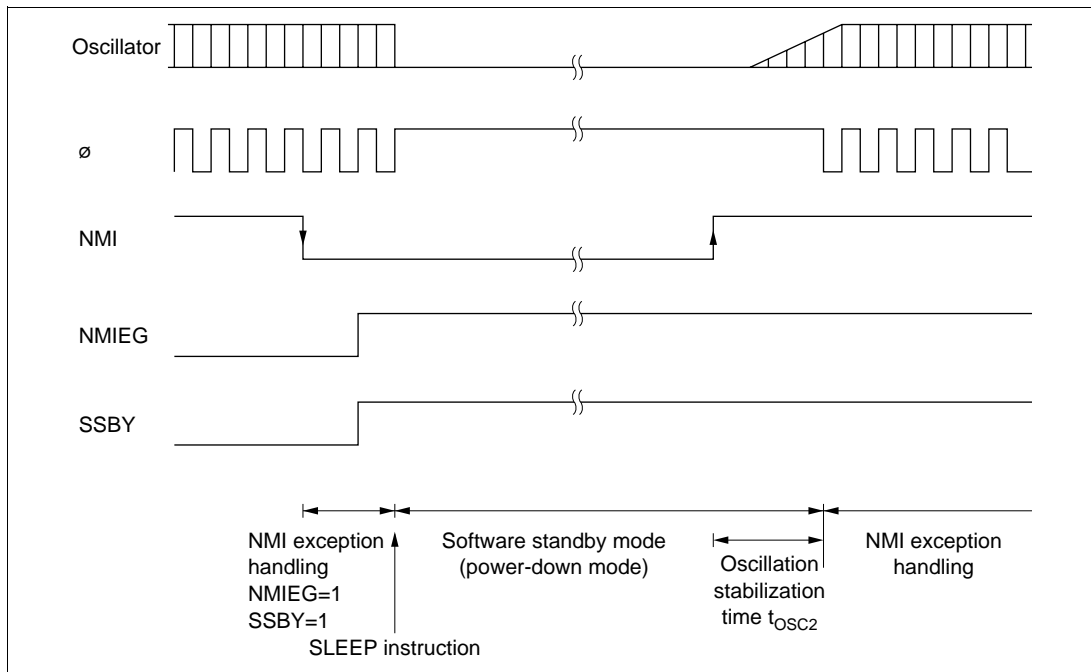 Oscillator
ø
NMI
NMIEG
SSBY
NMI exception
handling
NMIEG=1
SSBY=1
SLEEP instruction
Software standby mode
(power-down mode)
Oscillation
stabilization
time tOSC2
NMI exception
handling